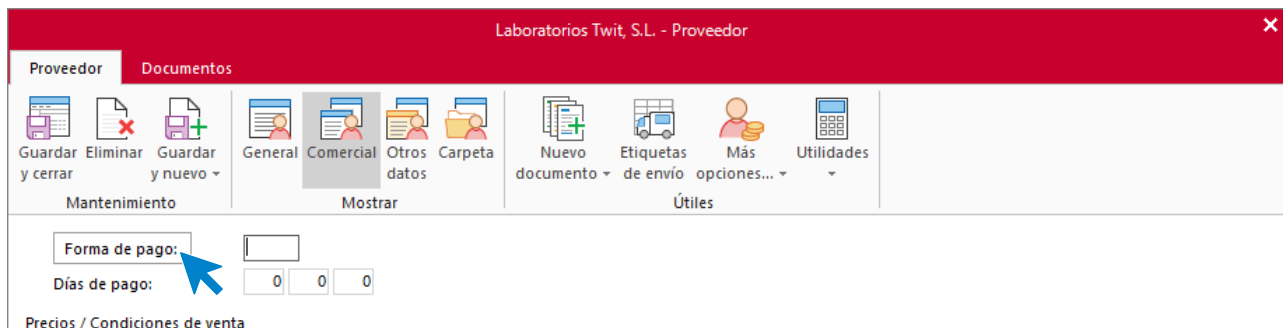 Laboratorios Twit, S.L. - Proveedor
Proveedor Documentos
Guardar Eliminar Guardar General Comercial Otros Carpeta Nuevo Etiquetas Más Utilidades
y cerrar y nuevo datos documento de envío opciones...
Mantenimiento Mostrar Útiles
Forma de pago:
Días de pago: 0 0 0
Precios / Condiciones de venta